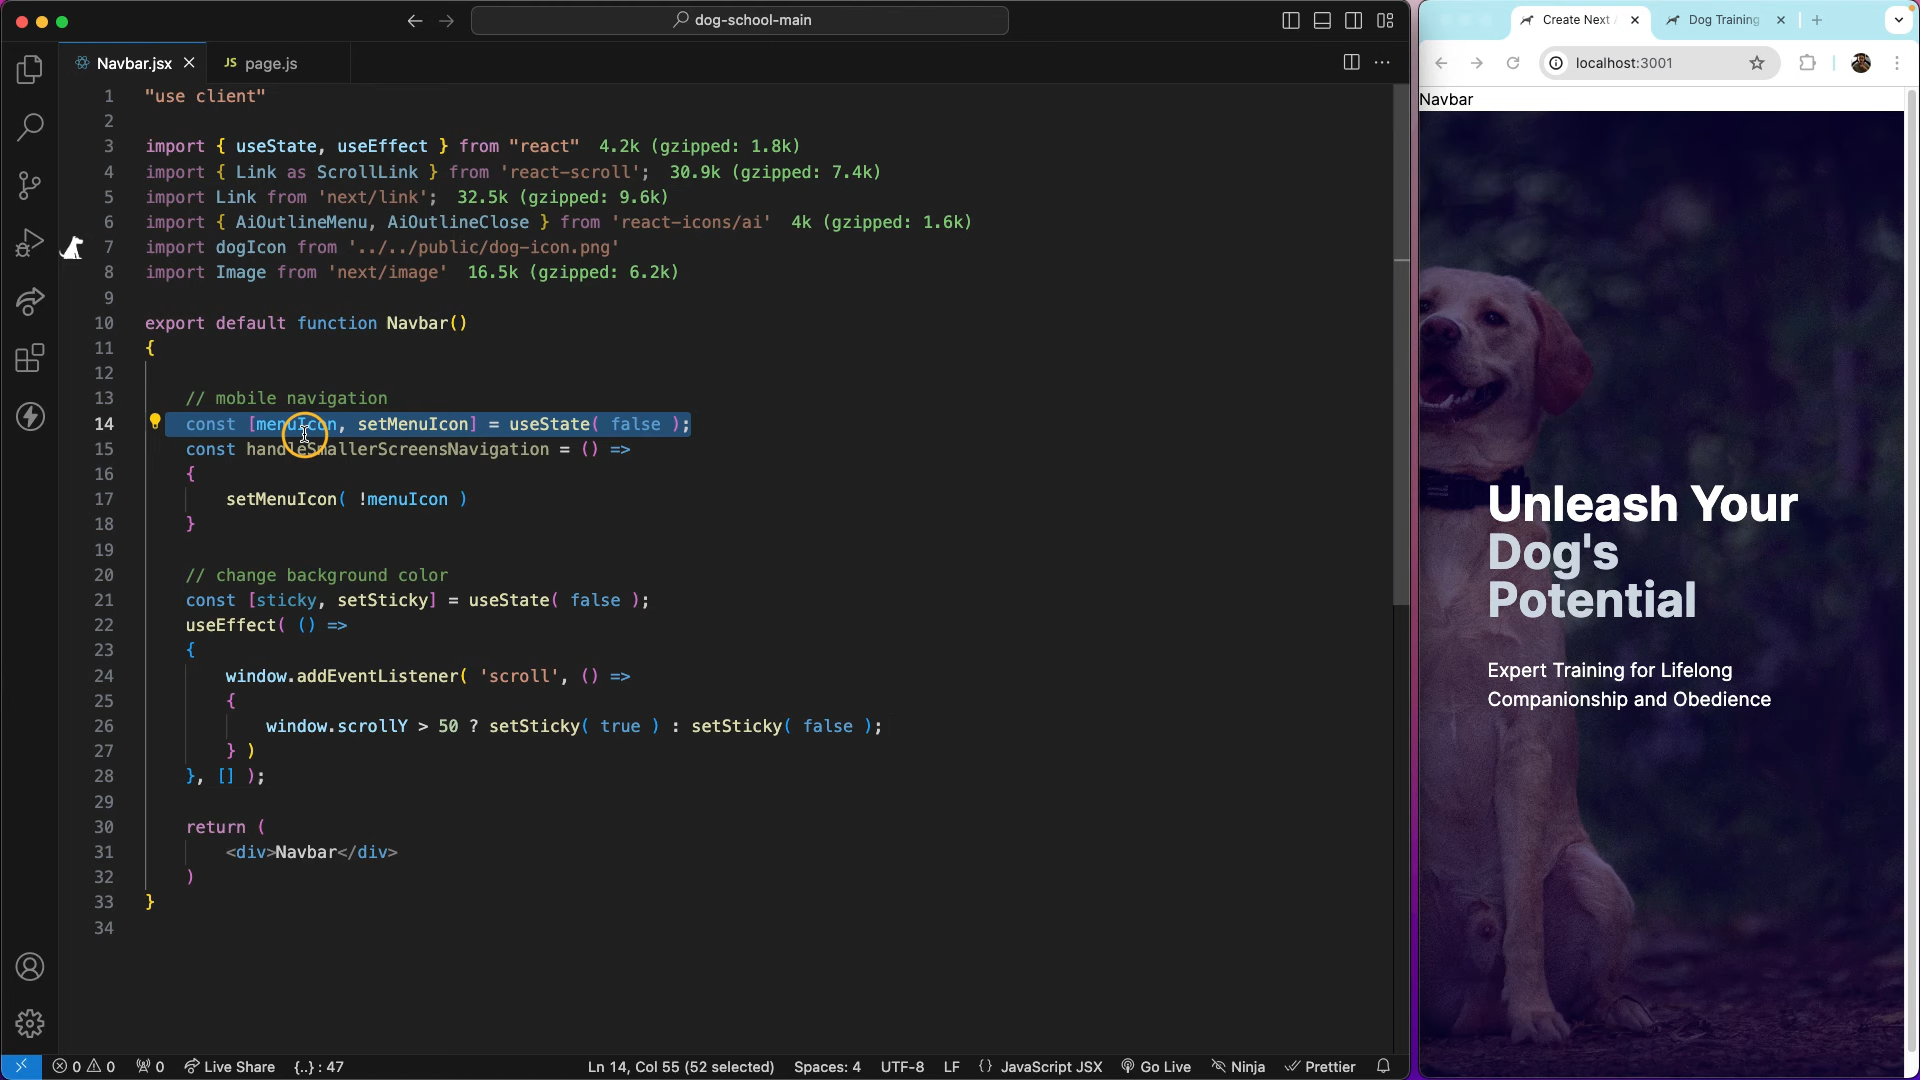 dog-school-main
Navbar.jsx
JS page.js
1 "use client"
2
3 import { useState, useEffect } from "react" 4.2k (gzipped: 1.8k)
4 import { Link as ScrollLink } from 'react-scroll'; 30.9k (gzipped: 7.4k)
5 import Link from 'next/link'; 32.5k (gzipped: 9.6k)
6 import { AiOutlineMenu, AiOutlineClose } from 'react-icons/ai' 4k (gzipped: 1.6k)
7 import dogIcon from '../../public/dog-icon.png'
8 import Image from 'next/image' 16.5k (gzipped: 6.2k)
9
10 export default function Navbar()
11 {
12
13 // mobile navigation
14 const [menuIcon, setMenuIcon] = useState( false );
15 const handleSmallerScreensNavigation = () =>
16 {
17 setMenuIcon( !menuIcon )
18 }
19
20 // change background color
21 const [sticky, setSticky] = useState( false );
22 useEffect( () =>
23 {
24 window.addEventListener( 'scroll', () =>
25 {
26 window.scrollY > 50 ? setSticky( true ) : setSticky( false );
27 } )
28 }, [] );
29
30 return (
31 <div>Navbar</div>
32 )
33 }
34
0 0 0 Live Share {..} : 47 Ln 14, Col 55 (52 selected) Spaces: 4 UTF-8 LF {} JavaScript JSX Go Live Ninja Prettier
Create Next A
Dog Training
localhost:3001
Navbar
Unleash Your
Dog's
Potential
Expert Training for Lifelong
Companionship and Obedience